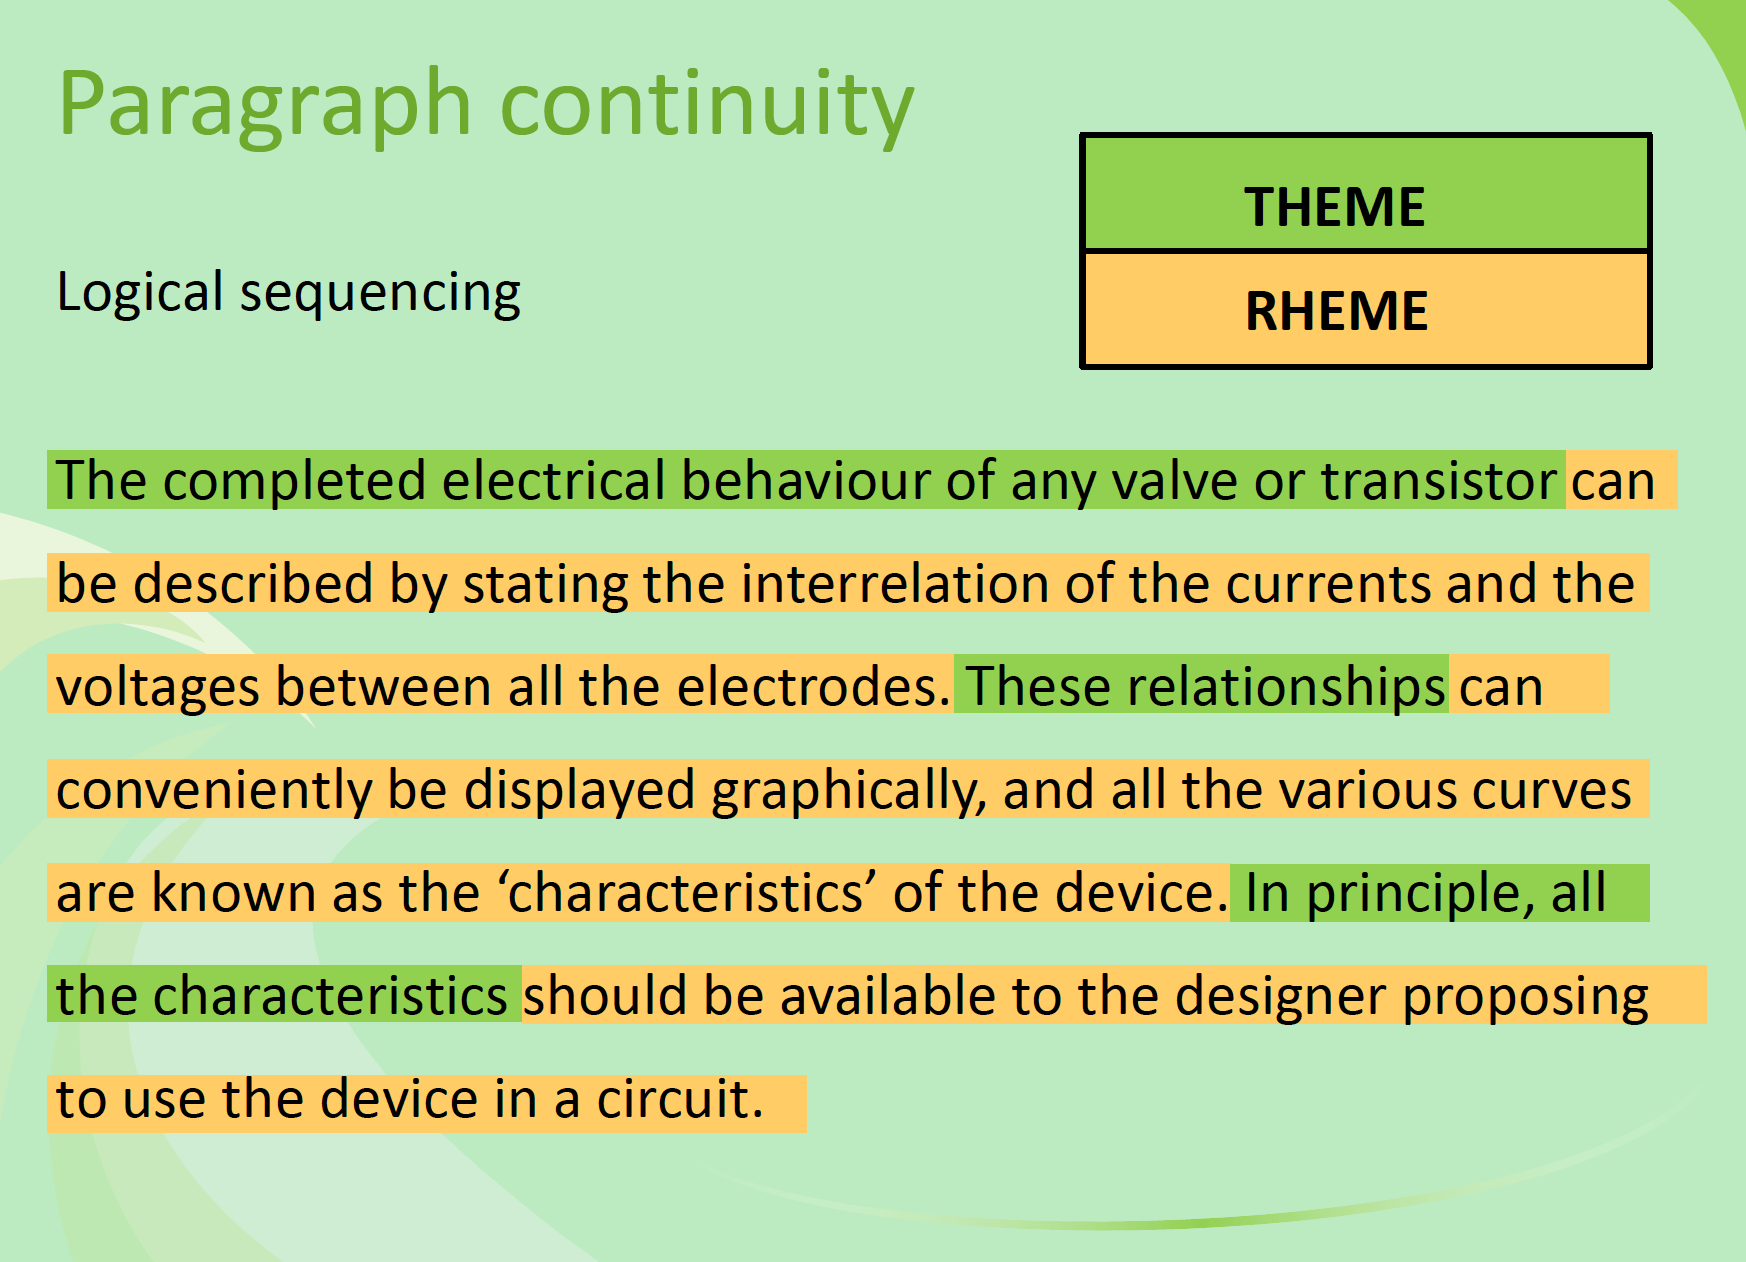 Paragraph continuity
THEME
RHEME
Logical sequencing
The completed electrical behaviour of any valve or transistor can
be described by stating the interrelation of the currents and the
voltages between all the electrodes. These relationships can
conveniently be displayed graphically, and all the various curves
are known as the ‘characteristics’ of the device. In principle, all
the characteristics should be available to the designer proposing
to use the device in a circuit.